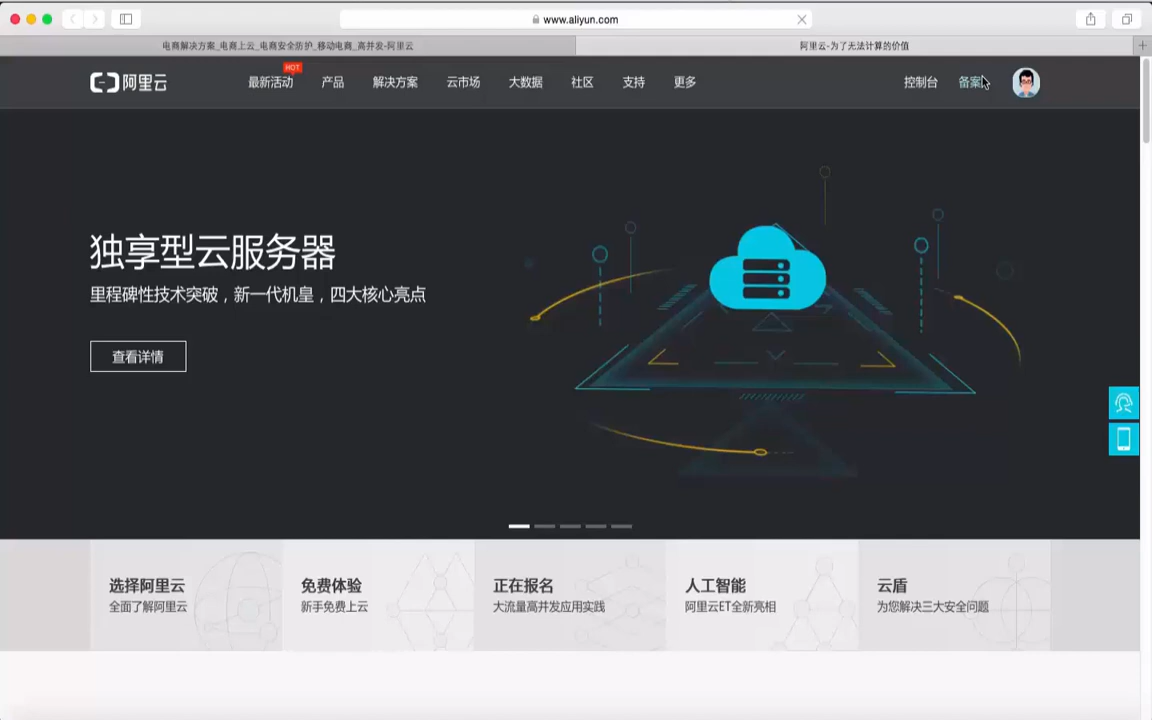 www.aliyun.com
电商解决方案_电商上云_电商安全防护_移动电商_高并发-阿里云
阿里云-为了无法计算的价值
阿里云
最新活动
HOT
产品
解决方案
云市场
大数据
社区
支持
更多
控制台
备案
独享型云服务器
里程碑性技术突破，新一代机皇，四大核心亮点
查看详情
选择阿里云
全面了解阿里云
免费体验
新手免费上云
正在报名
大流量高并发应用实践
人工智能
阿里云ET全新亮相
云盾
为您解决三大安全问题